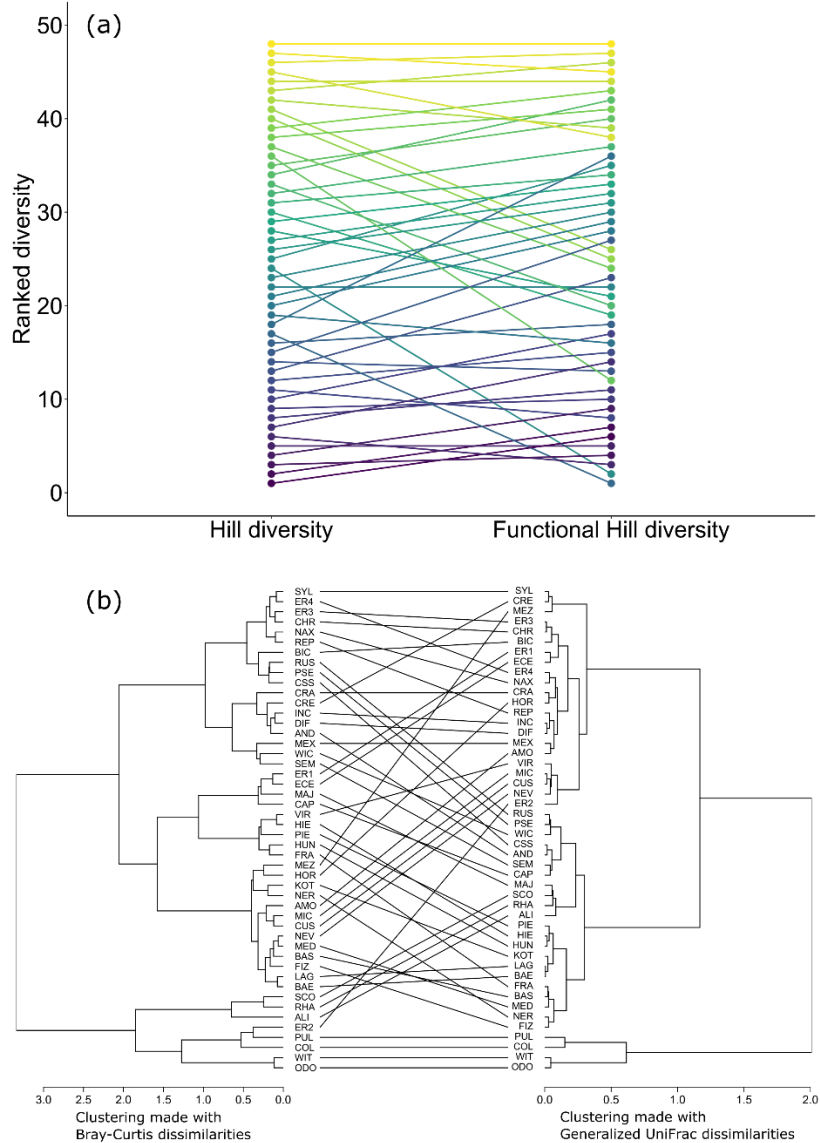 (a)
50
40
30
20
10
0
Ranked diversity
Hill diversity
Functional Hill diversity
(b)
SYL
ER4
ER3
CHR
NAX
REP
BIC
RUS
PSE
CSS
CRA
CRE
INC
DIF
AND
MEX
WIC
SEM
ER1
ECE
MAJ
CAP
VIR
HIE
PIE
HUN
FRA
MEZ
HOR
KOT
NER
AMO
MIC
CUS
NEV
MED
BAS
FIZ
LAG
BAE
SCO
RHA
ALI
ER2
PUL
COL
WIT
ODO
SYL
CRE
MEZ
ER3
CHR
BIC
ER1
ECE
ER4
NAX
CRA
HOR
REP
INC
DIF
MEX
AMO
VIR
MIC
CUS
NEV
ER2
RUS
PSE
WIC
CSS
AND
SEM
CAP
MAJ
SCO
RHA
ALI
PIE
HIE
HUN
KOT
LAG
BAE
FRA
BAS
MED
NER
FIZ
PUL
COL
WIT
ODO
3.0 2.5 2.0 1.5 1.0 0.5 0.0
Clustering made with
Bray-Curtis dissimilarities
0.0 0.5 1.0 1.5 2.0
Clustering made with
Generalized UniFrac dissimilarities